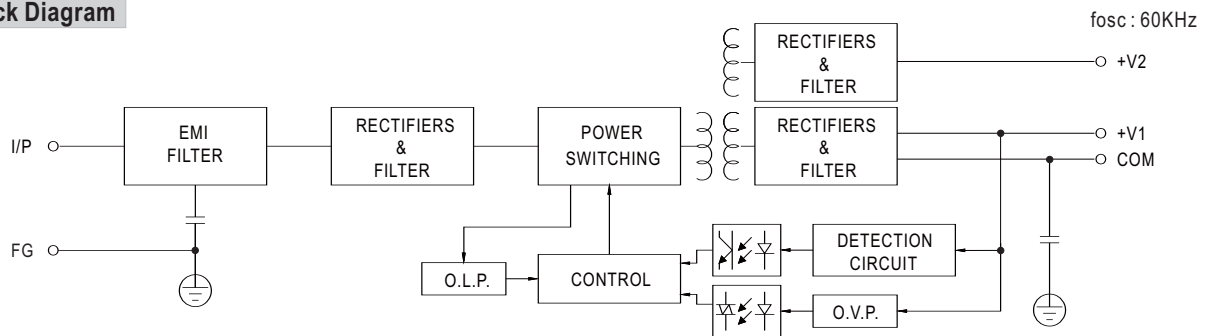 ck Diagram
fosc : 60KHz
RECTIFIERS
&
FILTER
+V2
I/P
EMI
FILTER
RECTIFIERS
&
FILTER
POWER
SWITCHING
RECTIFIERS
&
FILTER
+V1
COM
FG
O.L.P.
CONTROL
DETECTION
CIRCUIT
O.V.P.